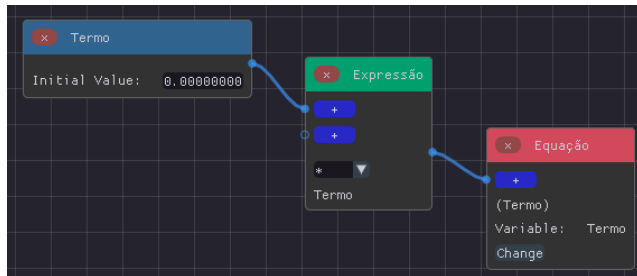 × Termo
Initial Value: 0.00000000
× Expressão
+
+
* ▼
Termo
× Equação
+
(Termo)
Variable: Termo
Change